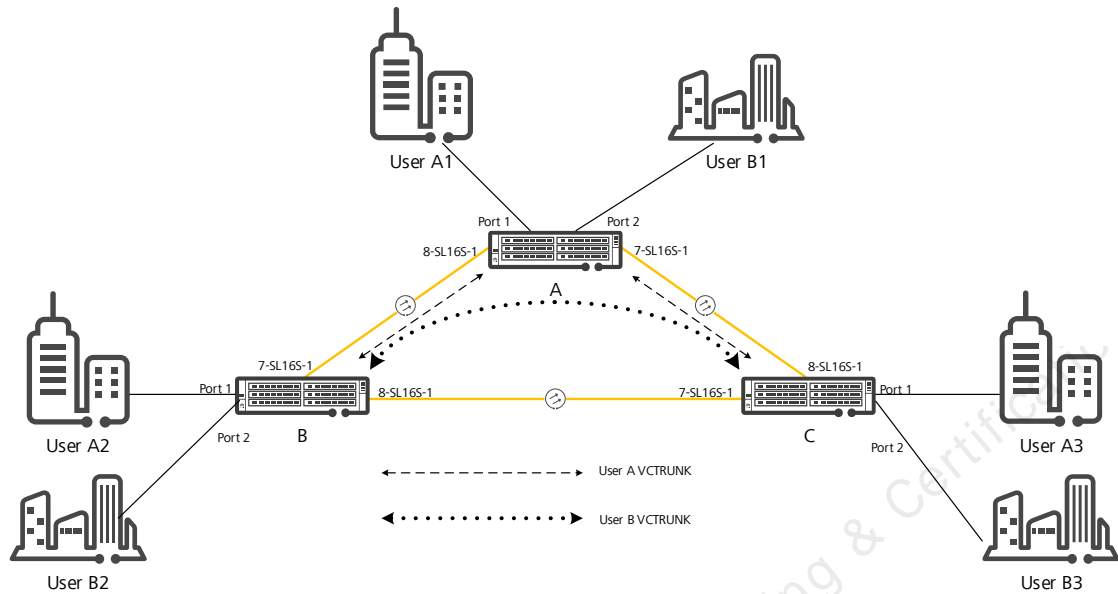 User A1
User B1
Port 1
Port 2
8-SL16S-1
7-SL16S-1
A
7-SL16S-1
8-SL16S-1
Port 1
8-SL16S-1
7-SL16S-1
Port 1
User A2
Port 2
B
C
Port 2
User A3
User A VCTRUNK
User B VCTRUNK
User B2
User B3
ing & Certific